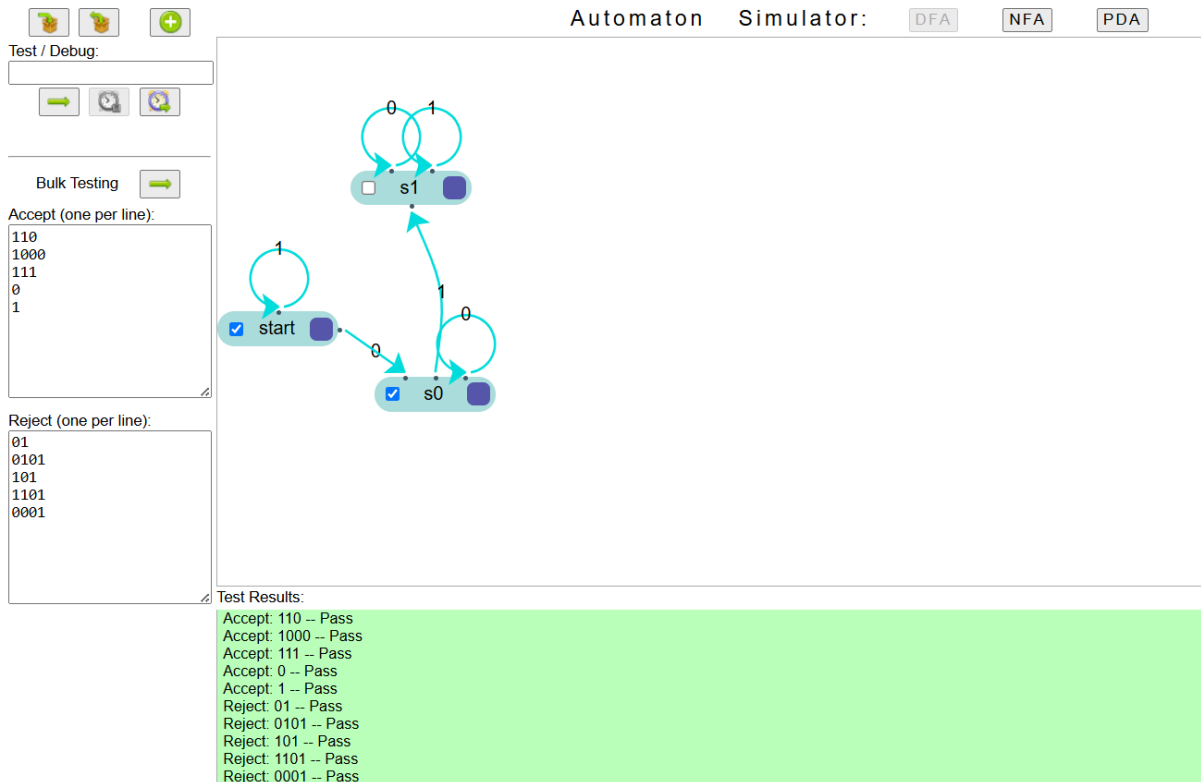 Automaton Simulator:
DFA
NFA
PDA
Test / Debug:
Bulk Testing
Accept (one per line):
110
1000
111
0
1
Reject (one per line):
01
0101
101
1101
0001
0
1
s1
1
start
1
0
0
s0
Test Results:
Accept: 110 -- Pass
Accept: 1000 -- Pass
Accept: 111 -- Pass
Accept: 0 -- Pass
Accept: 1 -- Pass
Reject: 01 -- Pass
Reject: 0101 -- Pass
Reject: 101 -- Pass
Reject: 1101 -- Pass
Reject: 0001 -- Pass